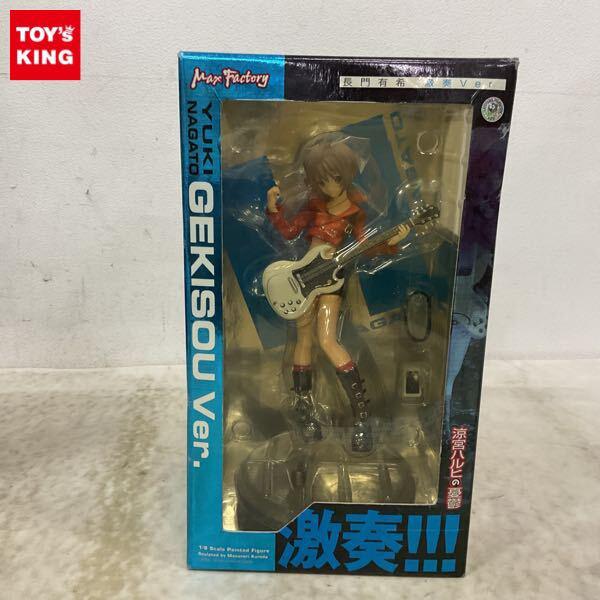 TOY's
KING
Max Factory
長門有希 激奏Ver
YUKI
NAGATO
GEKISOU Ver.
涼宮ハルヒの憂鬱
激奏!!!
1/8 Scale Painted Figure